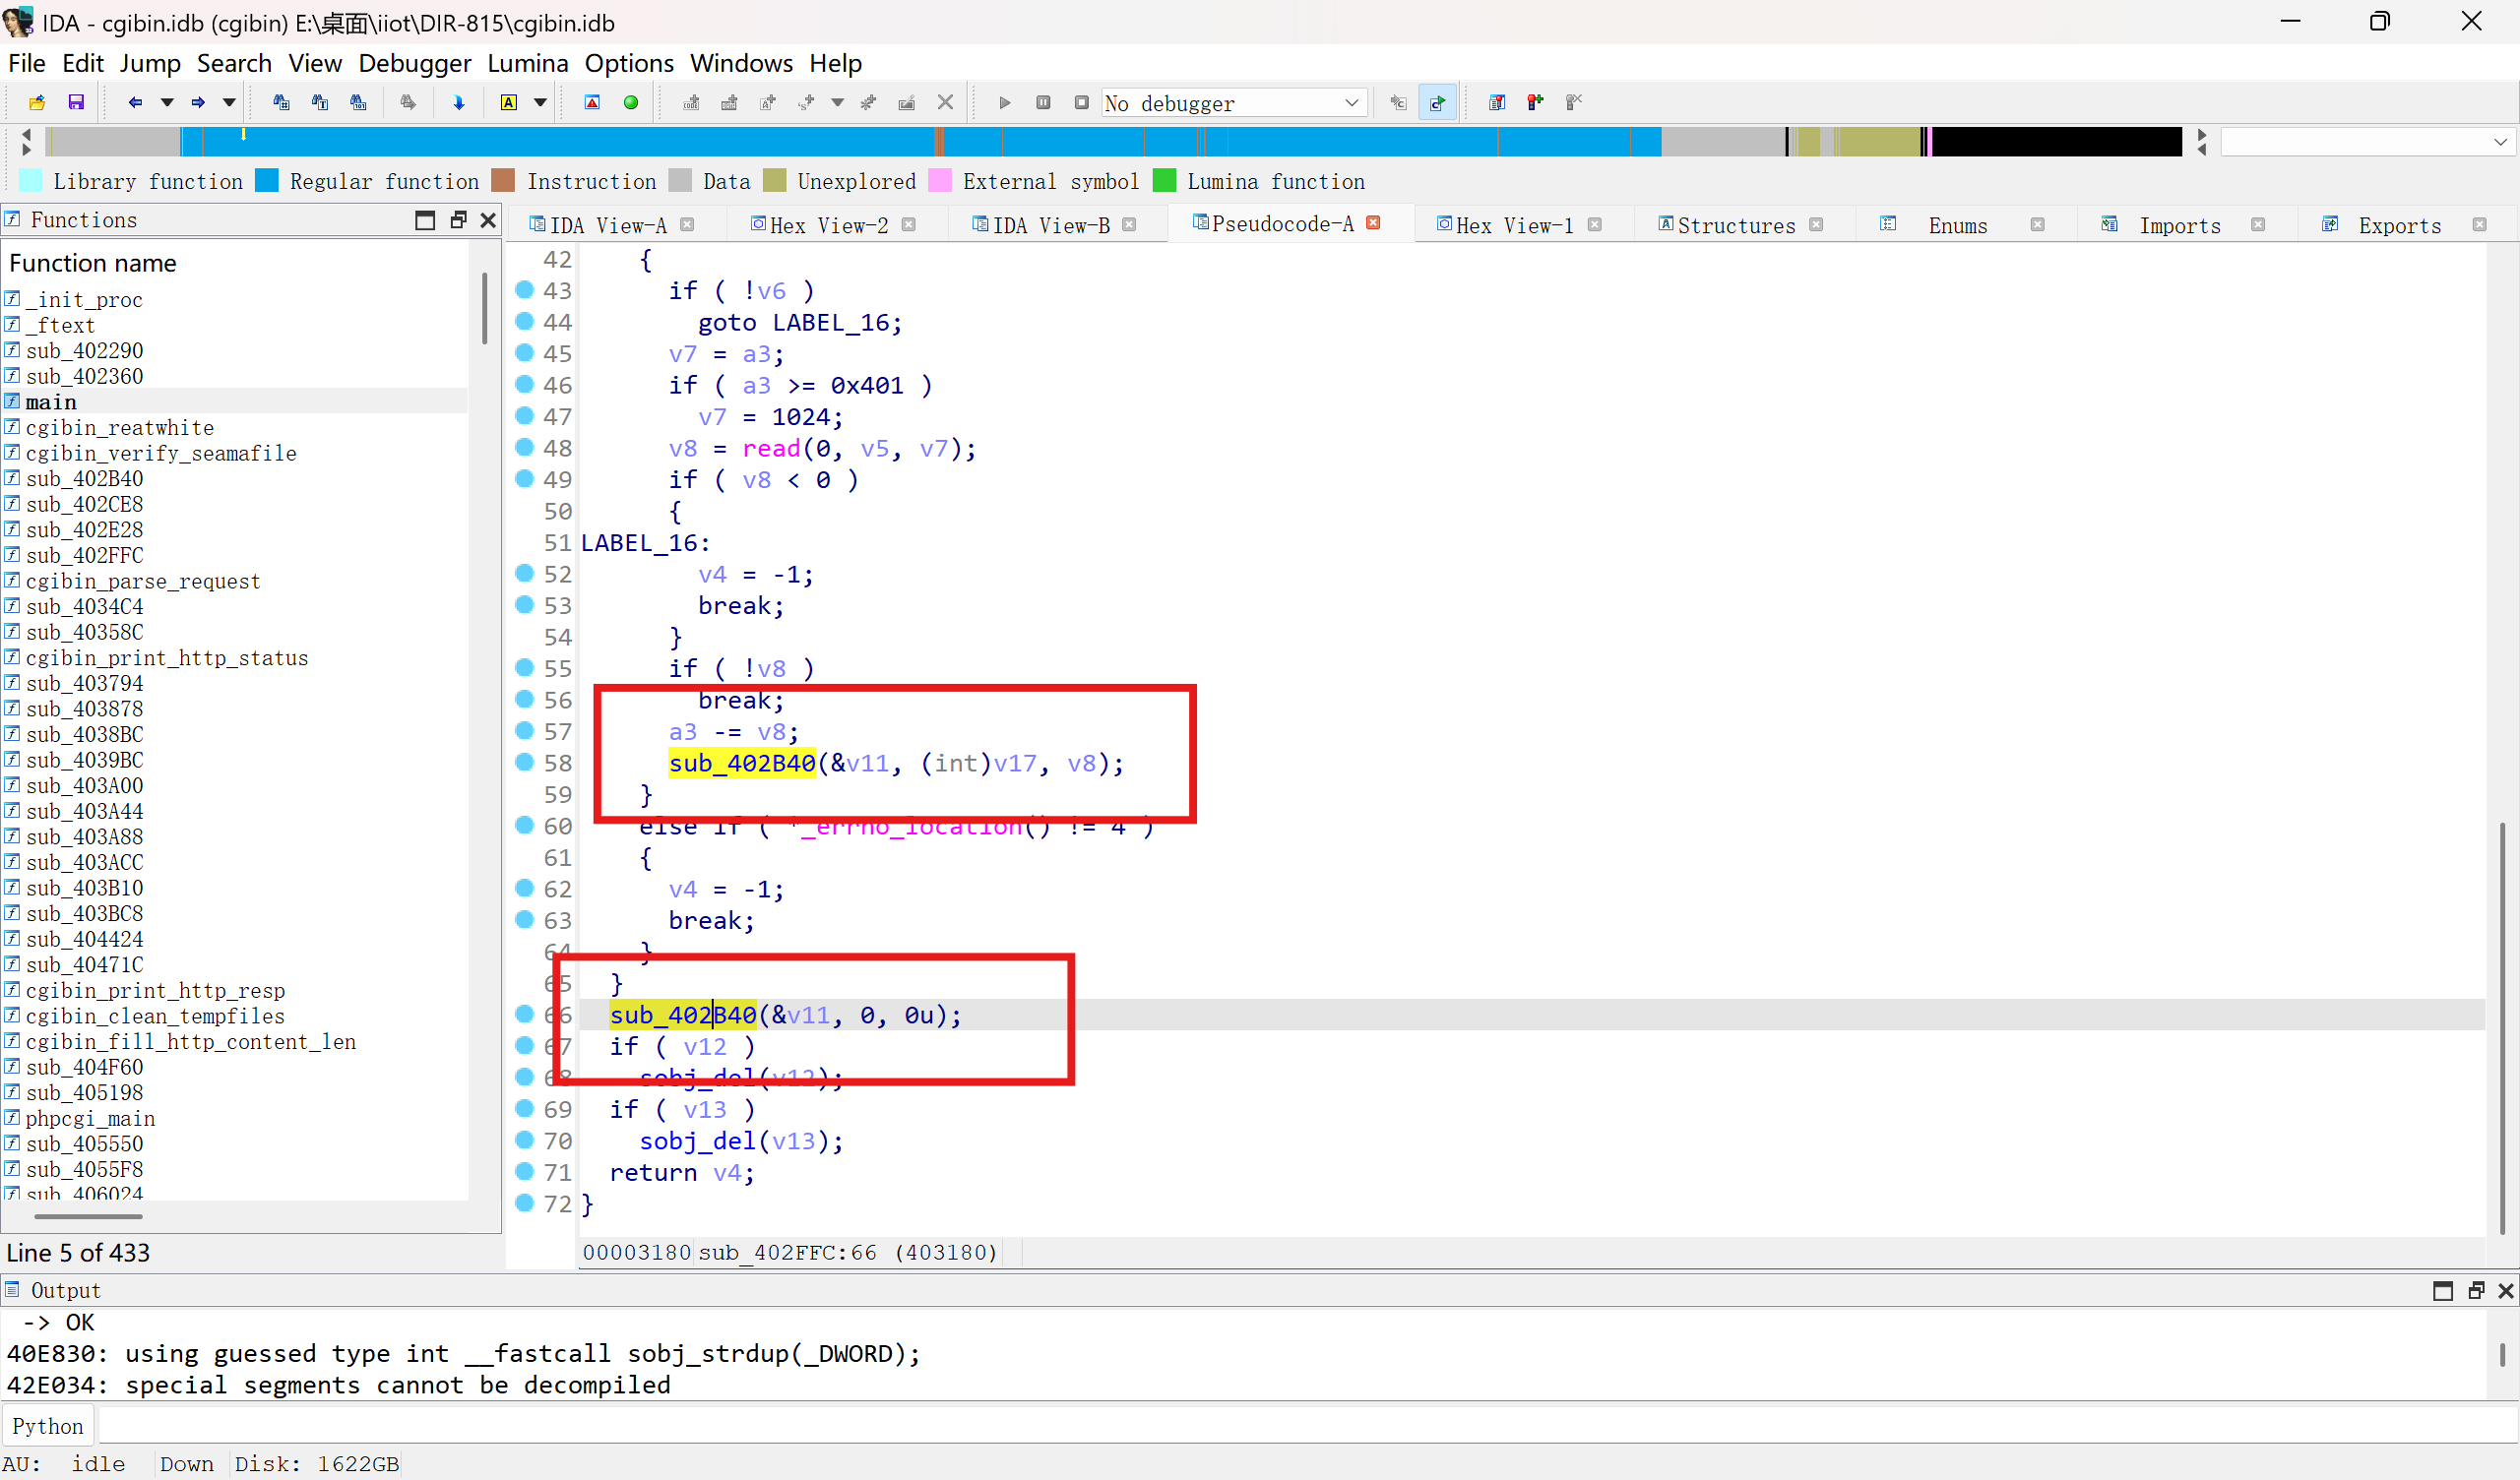 IDA - cgibin.idb (cgibin) E:\桌面\iiot\DIR-815\cgibin.idb
File Edit Jump Search View Debugger Lumina Options Windows Help
No debugger
Library function Regular function Instruction Data Unexplored External symbol Lumina function
Functions
IDA View-A Hex View-2 IDA View-B Pseudocode-A Hex View-1 Structures Enums Imports Exports
Function name
_init_proc
_ftext
sub_402290
sub_402360
main
cgibin_reatwhite
cgibin_verify_seamafile
sub_402B40
sub_402CE8
sub_402E28
sub_402FFC
cgibin_parse_request
sub_4034C4
sub_40358C
cgibin_print_http_status
sub_403794
sub_403878
sub_4038BC
sub_4039BC
sub_403A00
sub_403A44
sub_403A88
sub_403ACC
sub_403B10
sub_403BC8
sub_404424
sub_40471C
cgibin_print_http_resp
cgibin_clean_tempfiles
cgibin_fill_http_content_len
sub_404F60
sub_405198
phpcgi_main
sub_405550
sub_4055F8
sub_406024
Line 5 of 433
42 {
43 if ( !v6 )
44 goto LABEL_16;
45 v7 = a3;
46 if ( a3 >= 0x401 )
47 v7 = 1024;
48 v8 = read(0, v5, v7);
49 if ( v8 < 0 )
50 {
51 LABEL_16:
52 v4 = -1;
53 break;
54 }
55 if ( !v8 )
56 break;
57 a3 -= v8;
58 sub_402B40(&v11, (int)v17, v8);
59 }
60 else if ( *_errno_location() != 4 )
61 {
62 v4 = -1;
63 break;
64 }
65 }
66 sub_402B40(&v11, 0, 0u);
67 if ( v12 )
68 sobj_del(v12);
69 if ( v13 )
70 sobj_del(v13);
71 return v4;
72 }
00003180 sub_402FFC:66 (403180)
Output
-> OK
40E830: using guessed type int __fastcall sobj_strdup(_DWORD);
42E034: special segments cannot be decompiled
Python
AU: idle Down Disk: 1622GB